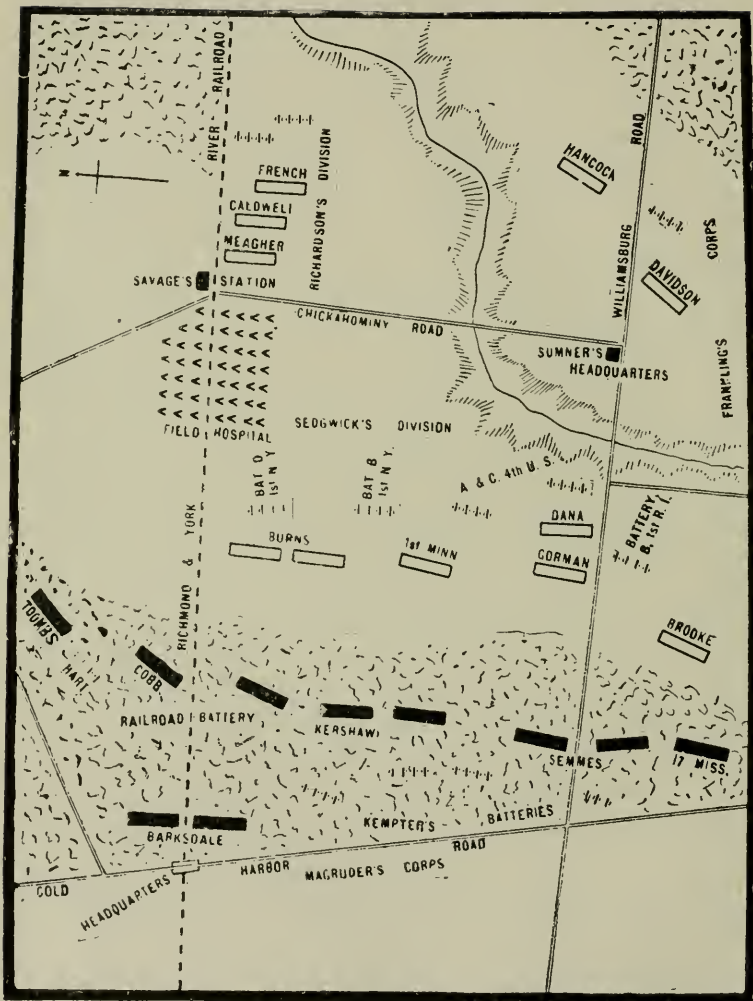 RIVER RAILROAD
N
FRENCH
CALDWELL
MEAGHER
RICHARDSON'S DIVISION
HANCOCK
WILLIAMSBURG ROAD
DAVIDSON
FRANKLING'S CORPS
SAVAGE'S STATION
CHICKAHOMINY ROAD
SUMNER'S
HEADQUARTERS
FIELD HOSPITAL
SEDGWICK'S DIVISION
BAT D
1st N Y
BAT B
1st N Y.
A & C. 4th U.S.
DANA
BATTERY
B, 1st R. I.
RICHMOND & YORK
BURNS
1st MINN
GORMAN
BROOKE
COBB
HART
RAILROAD BATTERY
KERSHAW
SEMMES
17 MISS.
BARKSDALE
KEMPTER'S BATTERIES
COLD HARBOR ROAD
HEADQUARTERS
MAGRUDER'S CORPS